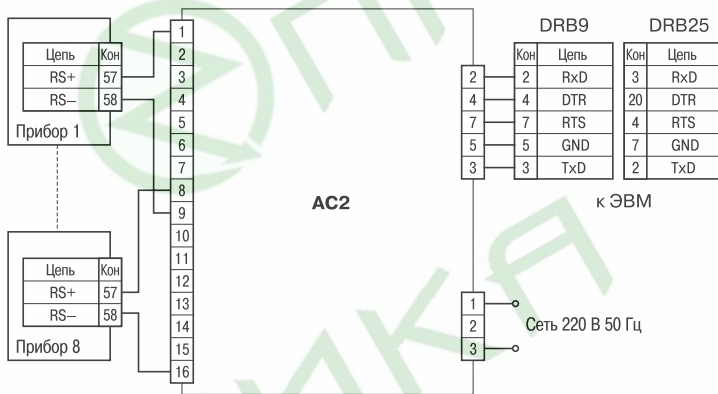 Цепь Кон
RS+ 57
RS− 58
Прибор 1
Цепь Кон
RS+ 57
RS− 58
Прибор 8
1
2
3
4
5
6
7
8
9
10
11
12
13
14
15
16
АС2
2
4
7
5
3
DRB9
Кон Цепь
2 RxD
4 DTR
7 RTS
5 GND
3 TxD
DRB25
Кон Цепь
3 RxD
20 DTR
4 RTS
7 GND
2 TxD
к ЭВМ
1
2
3
Сеть 220 В 50 Гц